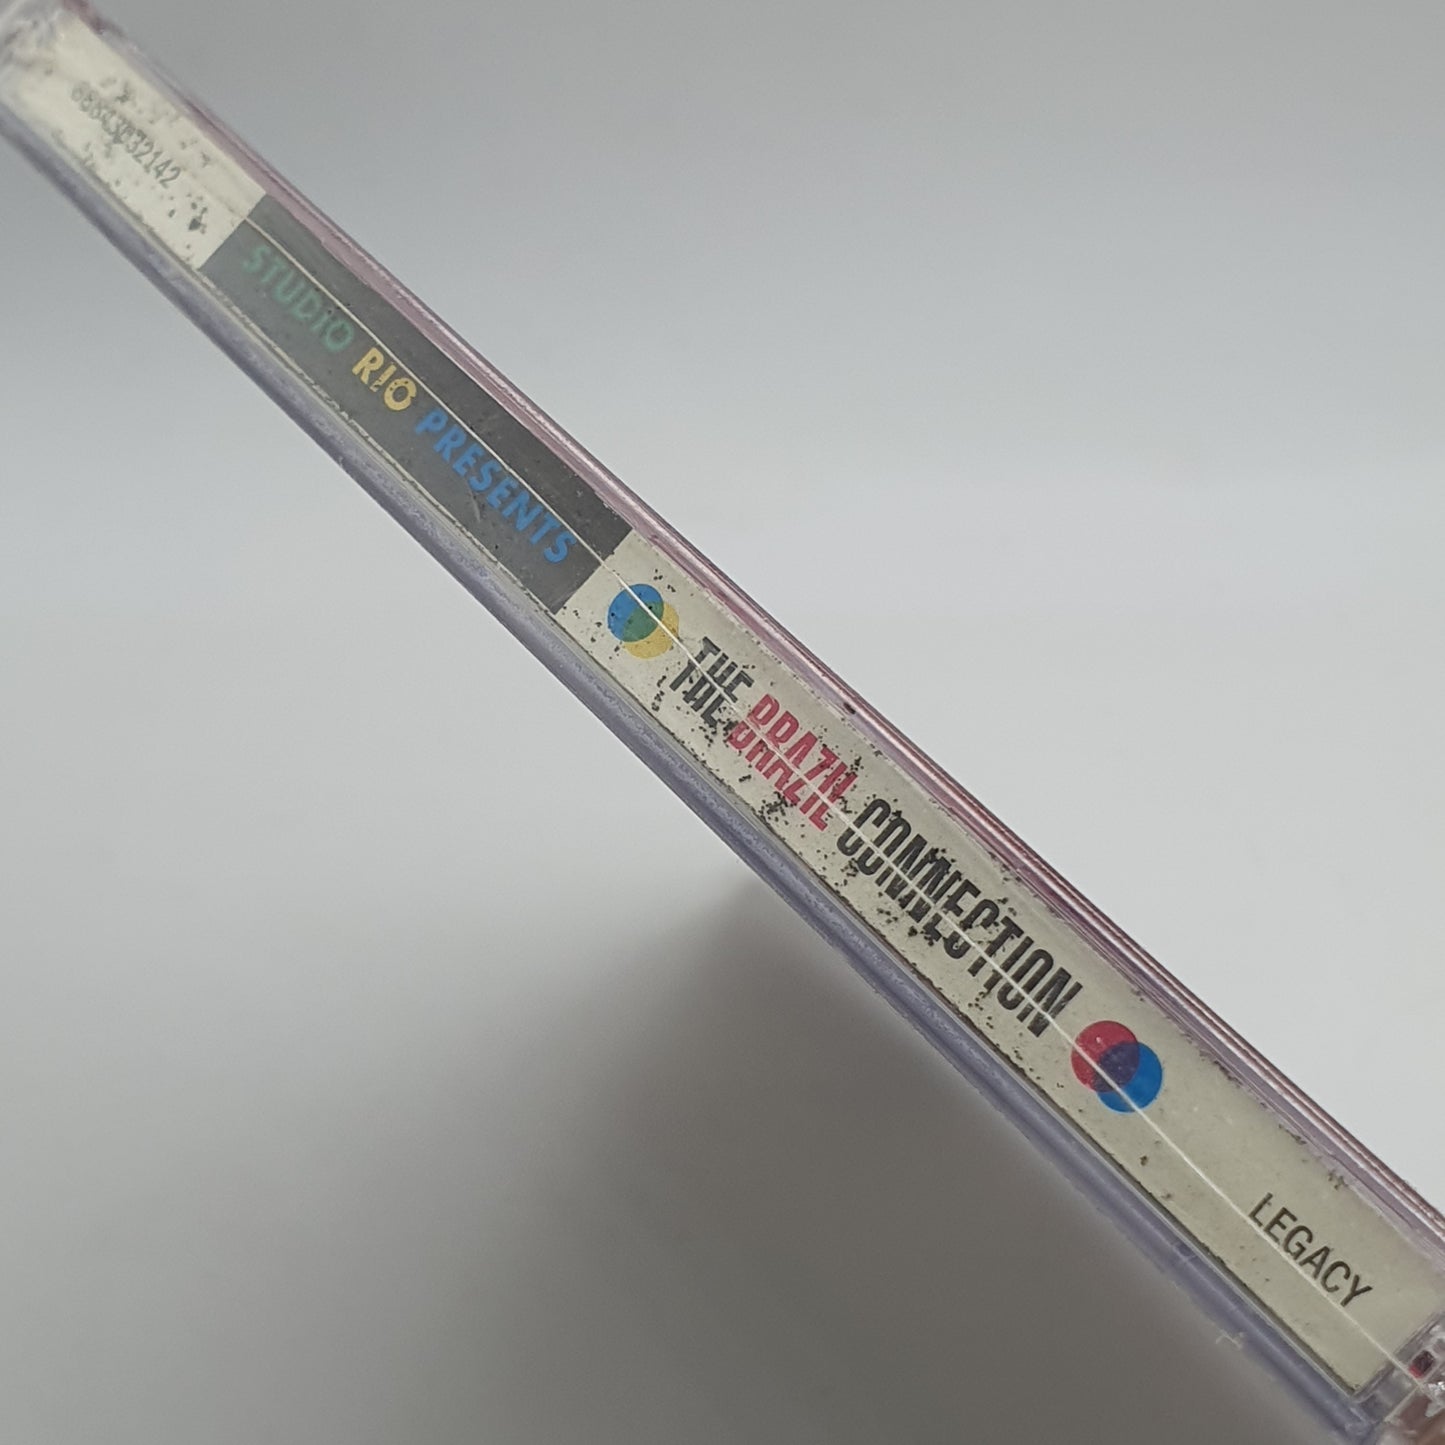 STUDIO RIO PRESENTS
THE BRAZIL CONNECTION
LEGACY